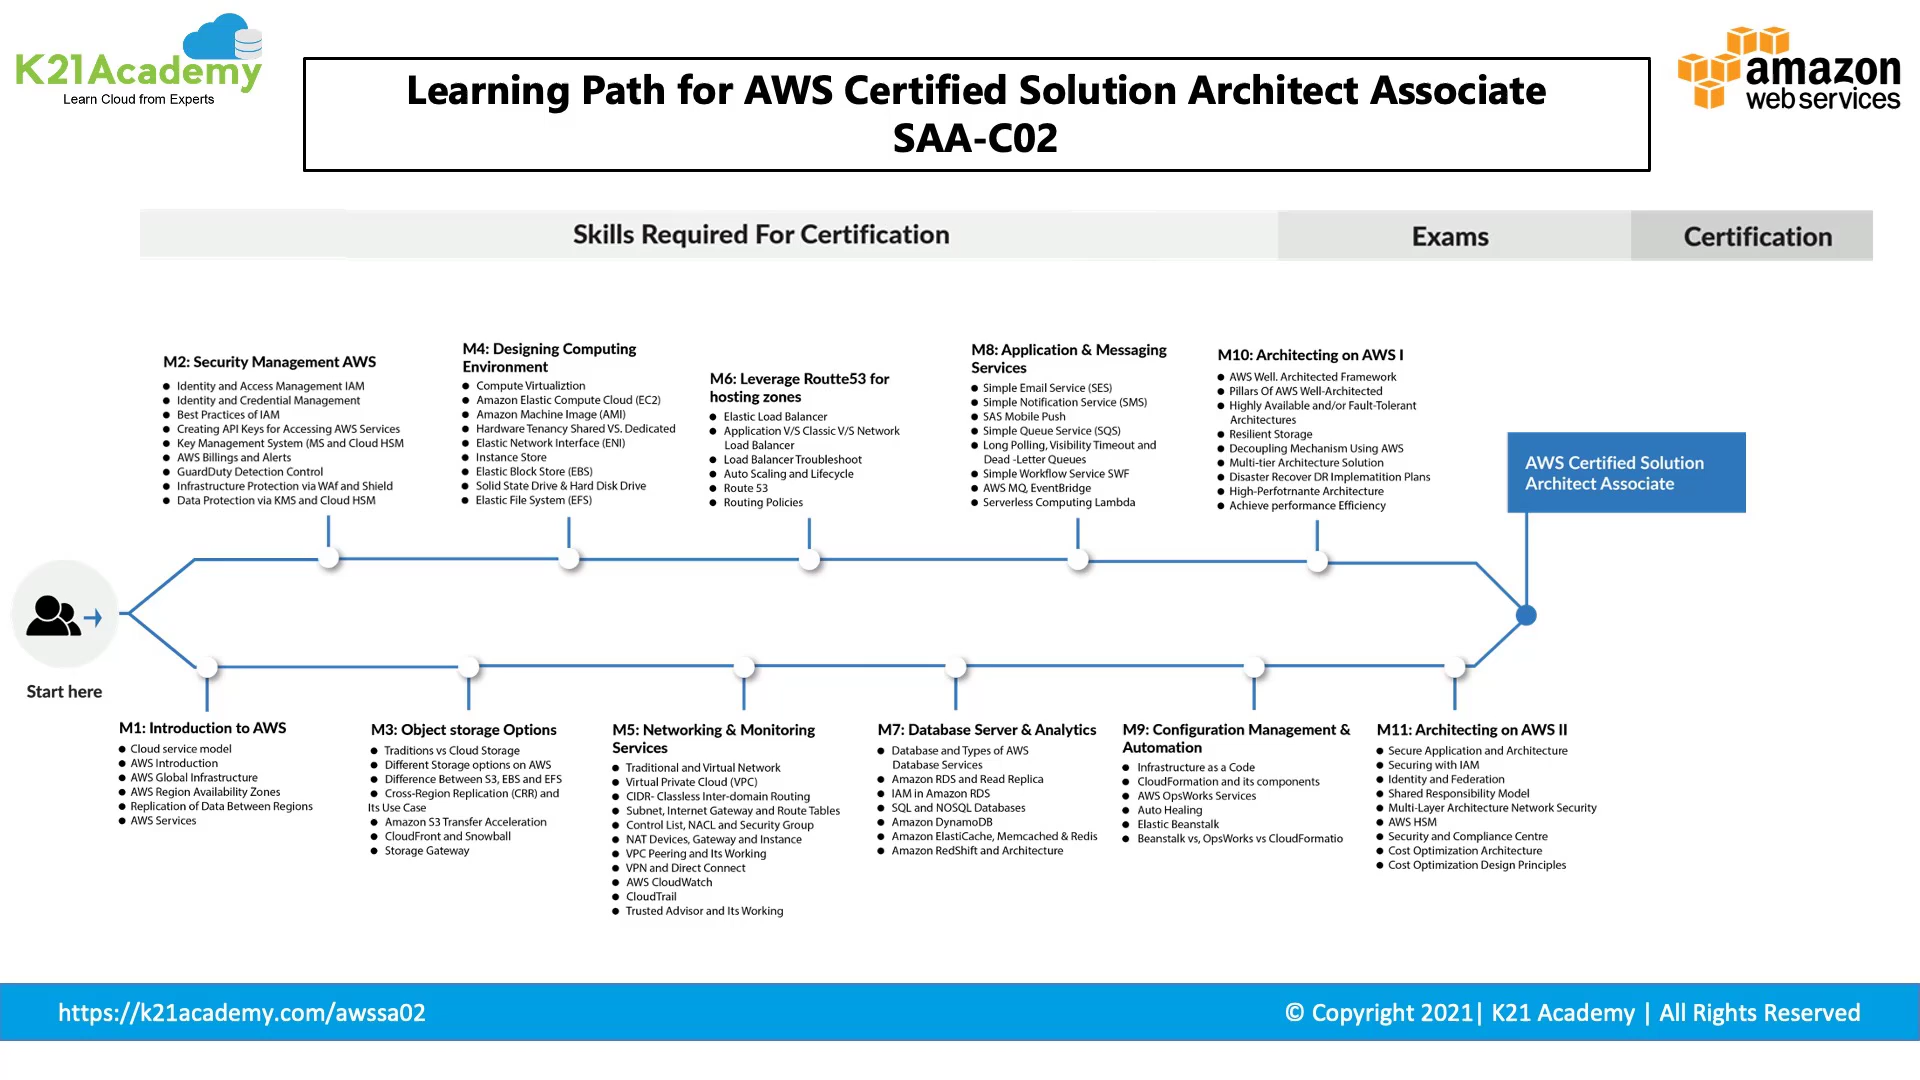 K21Academy
Learn Cloud from Experts
Learning Path for AWS Certified Solution Architect Associate
SAA-C02
amazon
web services
Skills Required For Certification
Exams
Certification
M2: Security Management AWS
Identity and Access Management IAM
Identity and Credential Management
Best Practices of IAM
Creating API Keys for Accessing AWS Services
Key Management System (MS and Cloud HSM
AWS Billings and Alerts
GuardDuty Detection Control
Infrastructure Protection via WAf and Shield
Data Protection via KMS and Cloud HSM
M4: Designing Computing
Environment
Compute Virtualiztion
Amazon Elastic Compute Cloud (EC2)
Amazon Machine Image (AMI)
Hardware Tenancy Shared VS. Dedicated
Elastic Network Interface (ENI)
Instance Store
Elastic Block Store (EBS)
Solid State Drive & Hard Disk Drive
Elastic File System (EFS)
M6: Leverage Routte53 for
hosting zones
Elastic Load Balancer
Application V/S Classic V/S Network
Load Balancer
Load Balancer Troubleshoot
Auto Scaling and Lifecycle
Route 53
Routing Policies
M8: Application & Messaging
Services
Simple Email Service (SES)
Simple Notification Service (SMS)
SAS Mobile Push
Simple Queue Service (SQS)
Long Polling, Visibility Timeout and
Dead -Letter Queues
Simple Workflow Service SWF
AWS MQ, EventBridge
Serverless Computing Lambda
M10: Architecting on AWS I
AWS Well. Architected Framework
Pillars Of AWS Well-Architected
Highly Available and/or Fault-Tolerant
Architectures
Resilient Storage
Decoupling Mechanism Using AWS
Multi-tier Architecture Solution
Disaster Recover DR Implematition Plans
High-Perfotrnante Architecture
Achieve performance Efficiency
AWS Certified Solution
Architect Associate
Start here
M1: Introduction to AWS
Cloud service model
AWS Introduction
AWS Global Infrastructure
AWS Region Availability Zones
Replication of Data Between Regions
AWS Services
M3: Object storage Options
Traditions vs Cloud Storage
Different Storage options on AWS
Difference Between S3, EBS and EFS
Cross-Region Replication (CRR) and
Its Use Case
Amazon S3 Transfer Acceleration
CloudFront and Snowball
Storage Gateway
M5: Networking & Monitoring
Services
Traditional and Virtual Network
Virtual Private Cloud (VPC)
CIDR- Classless Inter-domain Routing
Subnet, Internet Gateway and Route Tables
Control List, NACL and Security Group
NAT Devices, Gateway and Instance
VPC Peering and Its Working
VPN and Direct Connect
AWS CloudWatch
CloudTrail
Trusted Advisor and Its Working
M7: Database Server & Analytics
Database and Types of AWS
Database Services
Amazon RDS and Read Replica
IAM in Amazon RDS
SQL and NOSQL Databases
Amazon DynamoDB
Amazon ElastiCache, Memcached & Redis
Amazon RedShift and Architecture
M9: Configuration Management &
Automation
Infrastructure as a Code
CloudFormation and its components
AWS OpsWorks Services
Auto Healing
Elastic Beanstalk
Beanstalk vs, OpsWorks vs CloudFormatio
M11: Architecting on AWS II
Secure Application and Architecture
Securing with IAM
Identity and Federation
Shared Responsibility Model
Multi-Layer Architecture Network Security
AWS HSM
Security and Compliance Centre
Cost Optimization Architecture
Cost Optimization Design Principles
https://k21academy.com/awssa02
© Copyright 2021| K21 Academy | All Rights Reserved